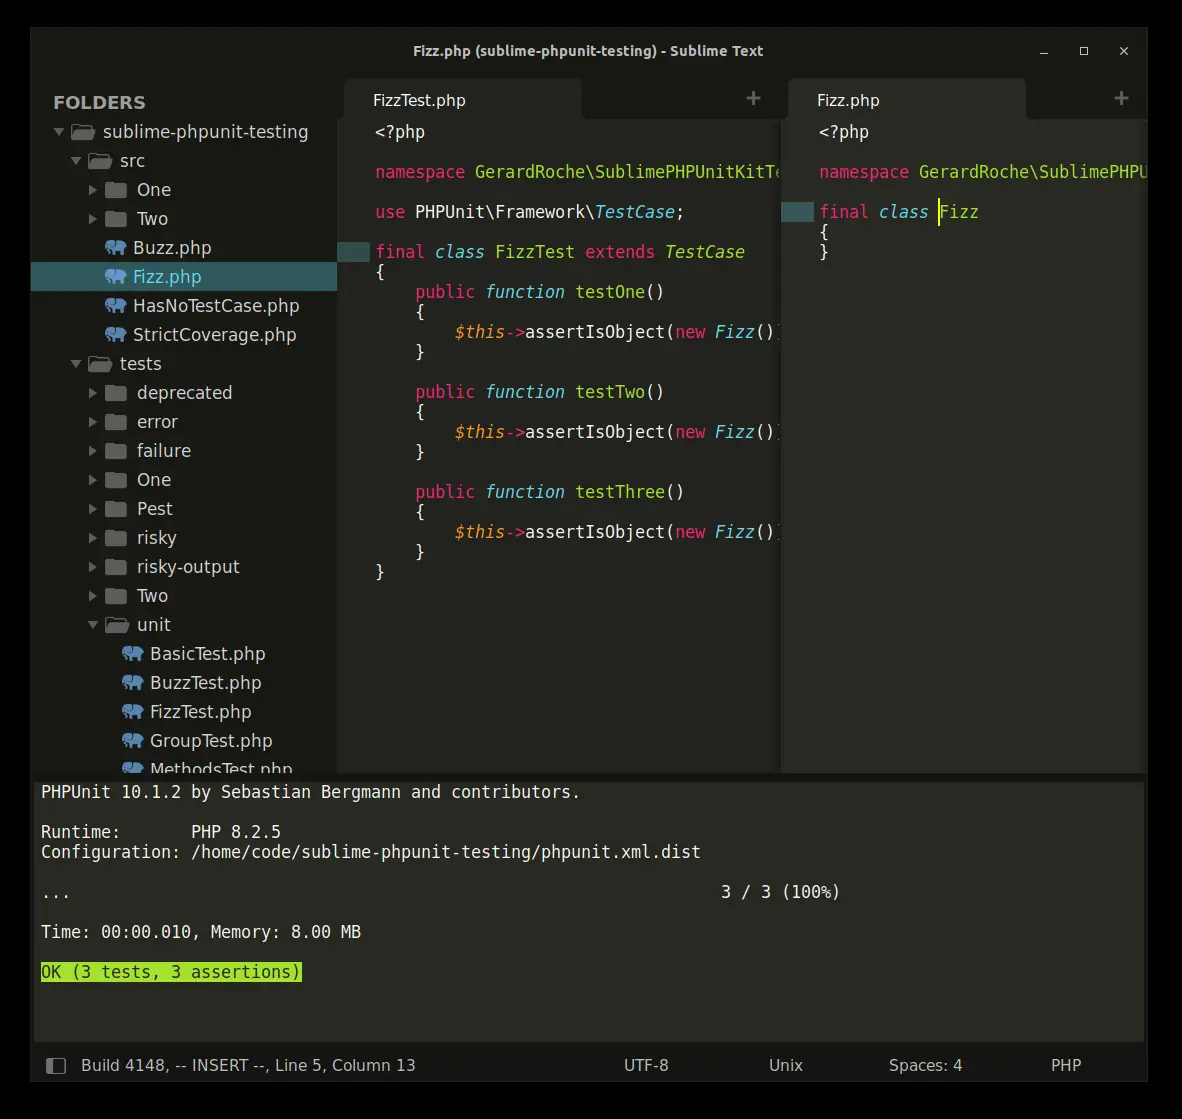 Fizz.php (sublime-phpunit-testing) - Sublime Text
FOLDERS
sublime-phpunit-testing
src
One
Two
Buzz.php
Fizz.php
HasNoTestCase.php
StrictCoverage.php
tests
deprecated
error
failure
One
Pest
risky
risky-output
Two
unit
BasicTest.php
BuzzTest.php
FizzTest.php
GroupTest.php
MethodsTest.php
FizzTest.php +
<?php
namespace GerardRoche\SublimePHPUnitKitTe
use PHPUnit\Framework\TestCase;
final class FizzTest extends TestCase
{
    public function testOne()
    {
        $this->assertIsObject(new Fizz())
    }
    public function testTwo()
    {
        $this->assertIsObject(new Fizz())
    }
    public function testThree()
    {
        $this->assertIsObject(new Fizz())
    }
}
Fizz.php +
<?php
namespace GerardRoche\SublimePHPU
final class Fizz
{
}
PHPUnit 10.1.2 by Sebastian Bergmann and contributors.
Runtime:       PHP 8.2.5
Configuration: /home/code/sublime-phpunit-testing/phpunit.xml.dist
...                                                                 3 / 3 (100%)
Time: 00:00.010, Memory: 8.00 MB
OK (3 tests, 3 assertions)
Build 4148, -- INSERT --, Line 5, Column 13 UTF-8 Unix Spaces: 4 PHP